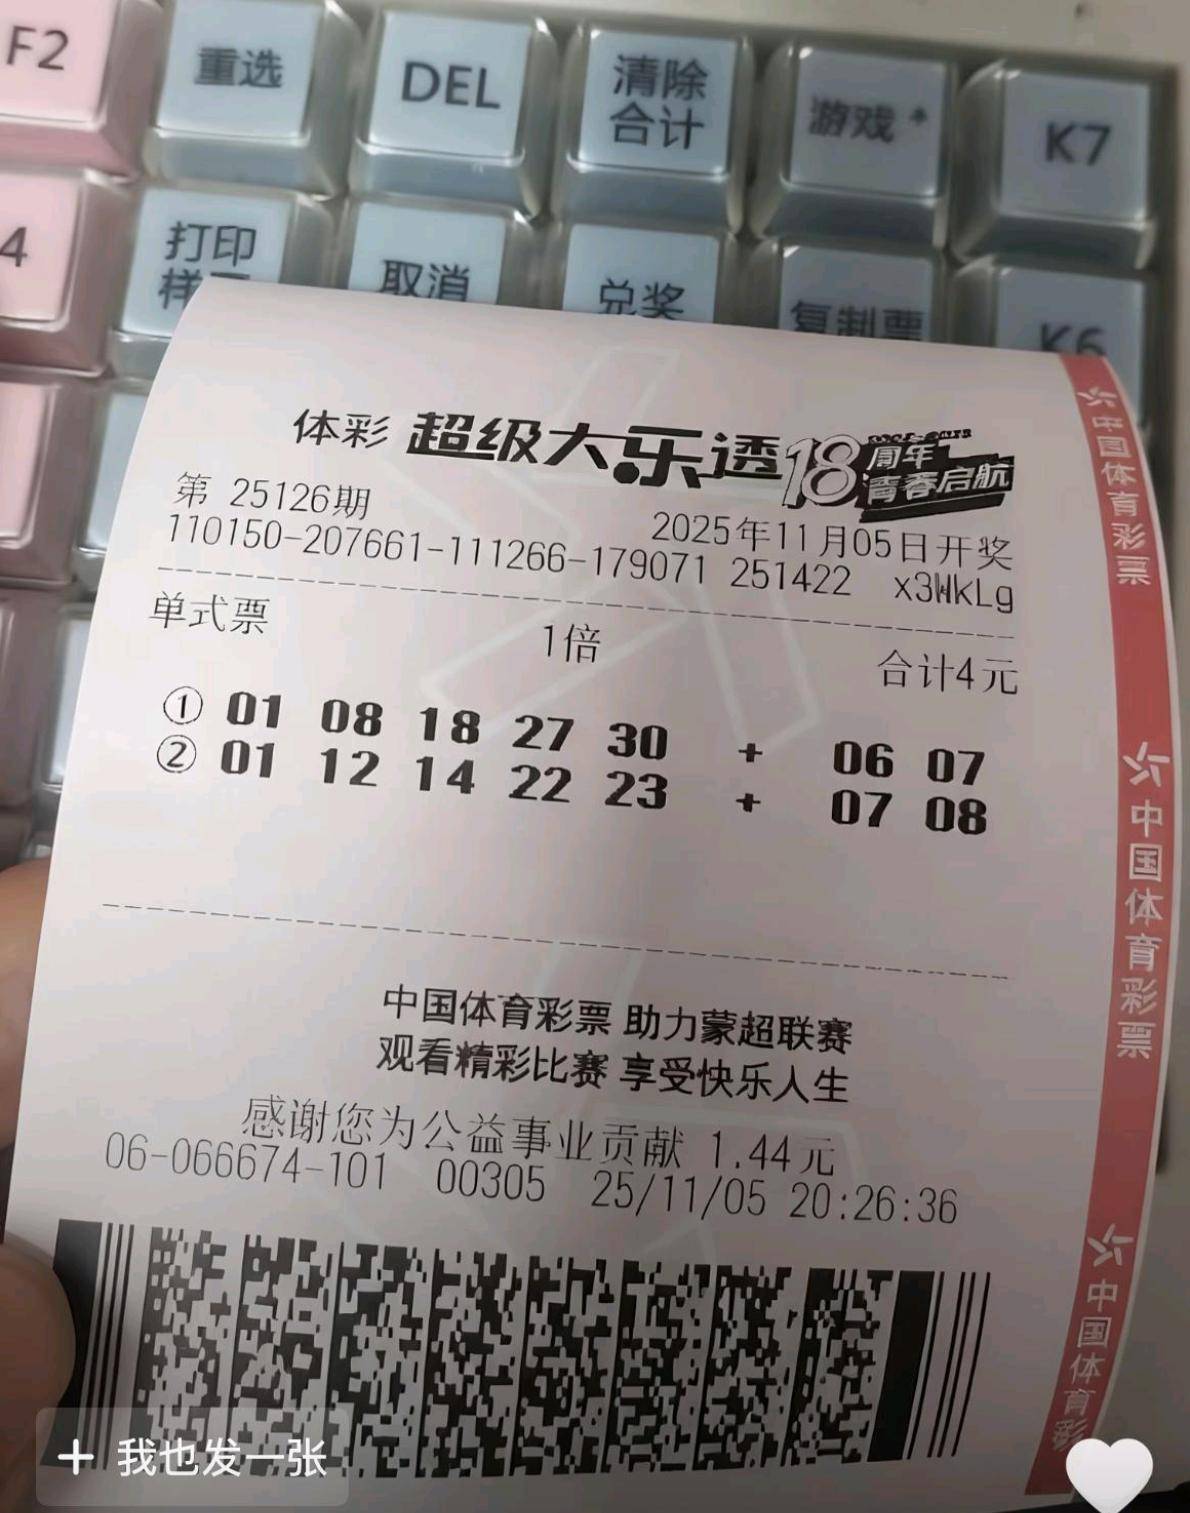 F2 重选 DEL 清除合计 游戏 K7
4 打印 取消 兑奖 复制票 K6
体彩 超级大乐透 18周年 青春启航
第 25126期 2025年11月05日开奖
110150-207661-111266-179071 251422 x3WkLg
单式票 1倍 合计4元
① 01 08 18 27 30 + 06 07
② 01 12 14 22 23 + 07 08
中国体育彩票 助力蒙超联赛
观看精彩比赛 享受快乐人生
感谢您为公益事业贡献 1.44元
06-066674-101 00305 25/11/05 20:26:36
中国体育彩票
中国体育彩票
中国体育彩
+ 我也发一张